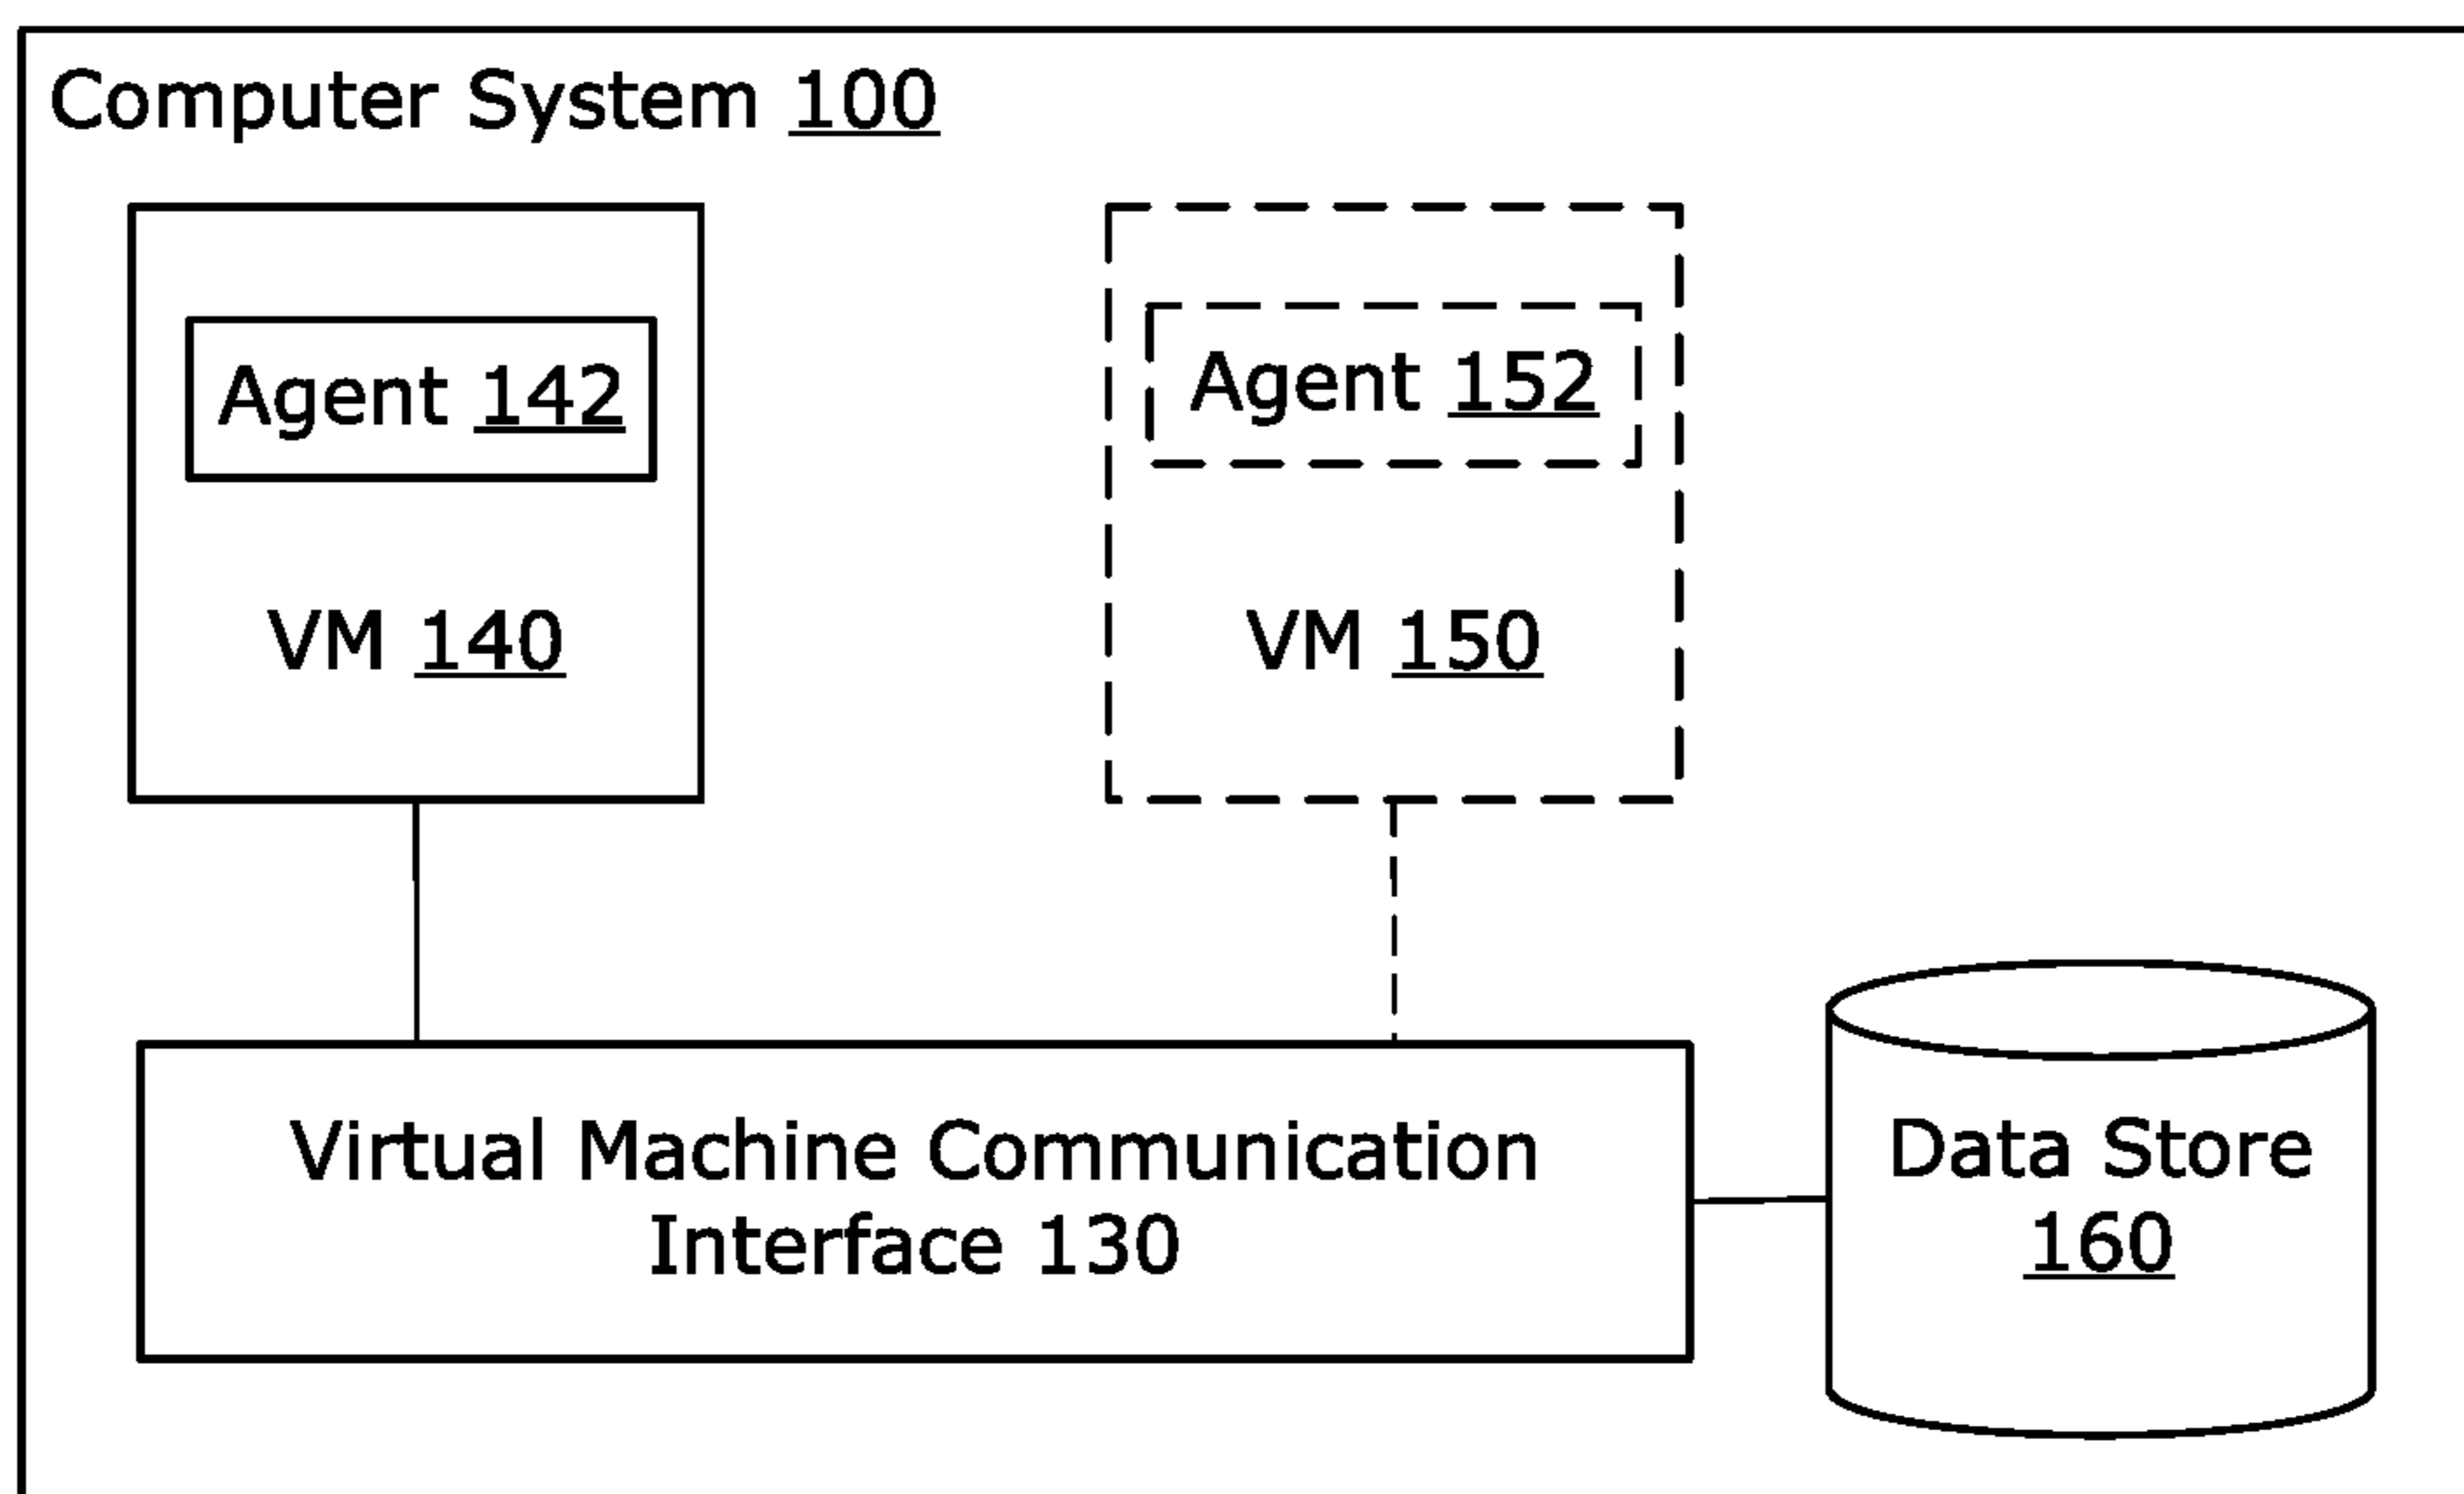 Computer System 100
Agent 142
VM 140
Agent 152
VM 150
Virtual Machine Communication
Interface 130
Data Store
160